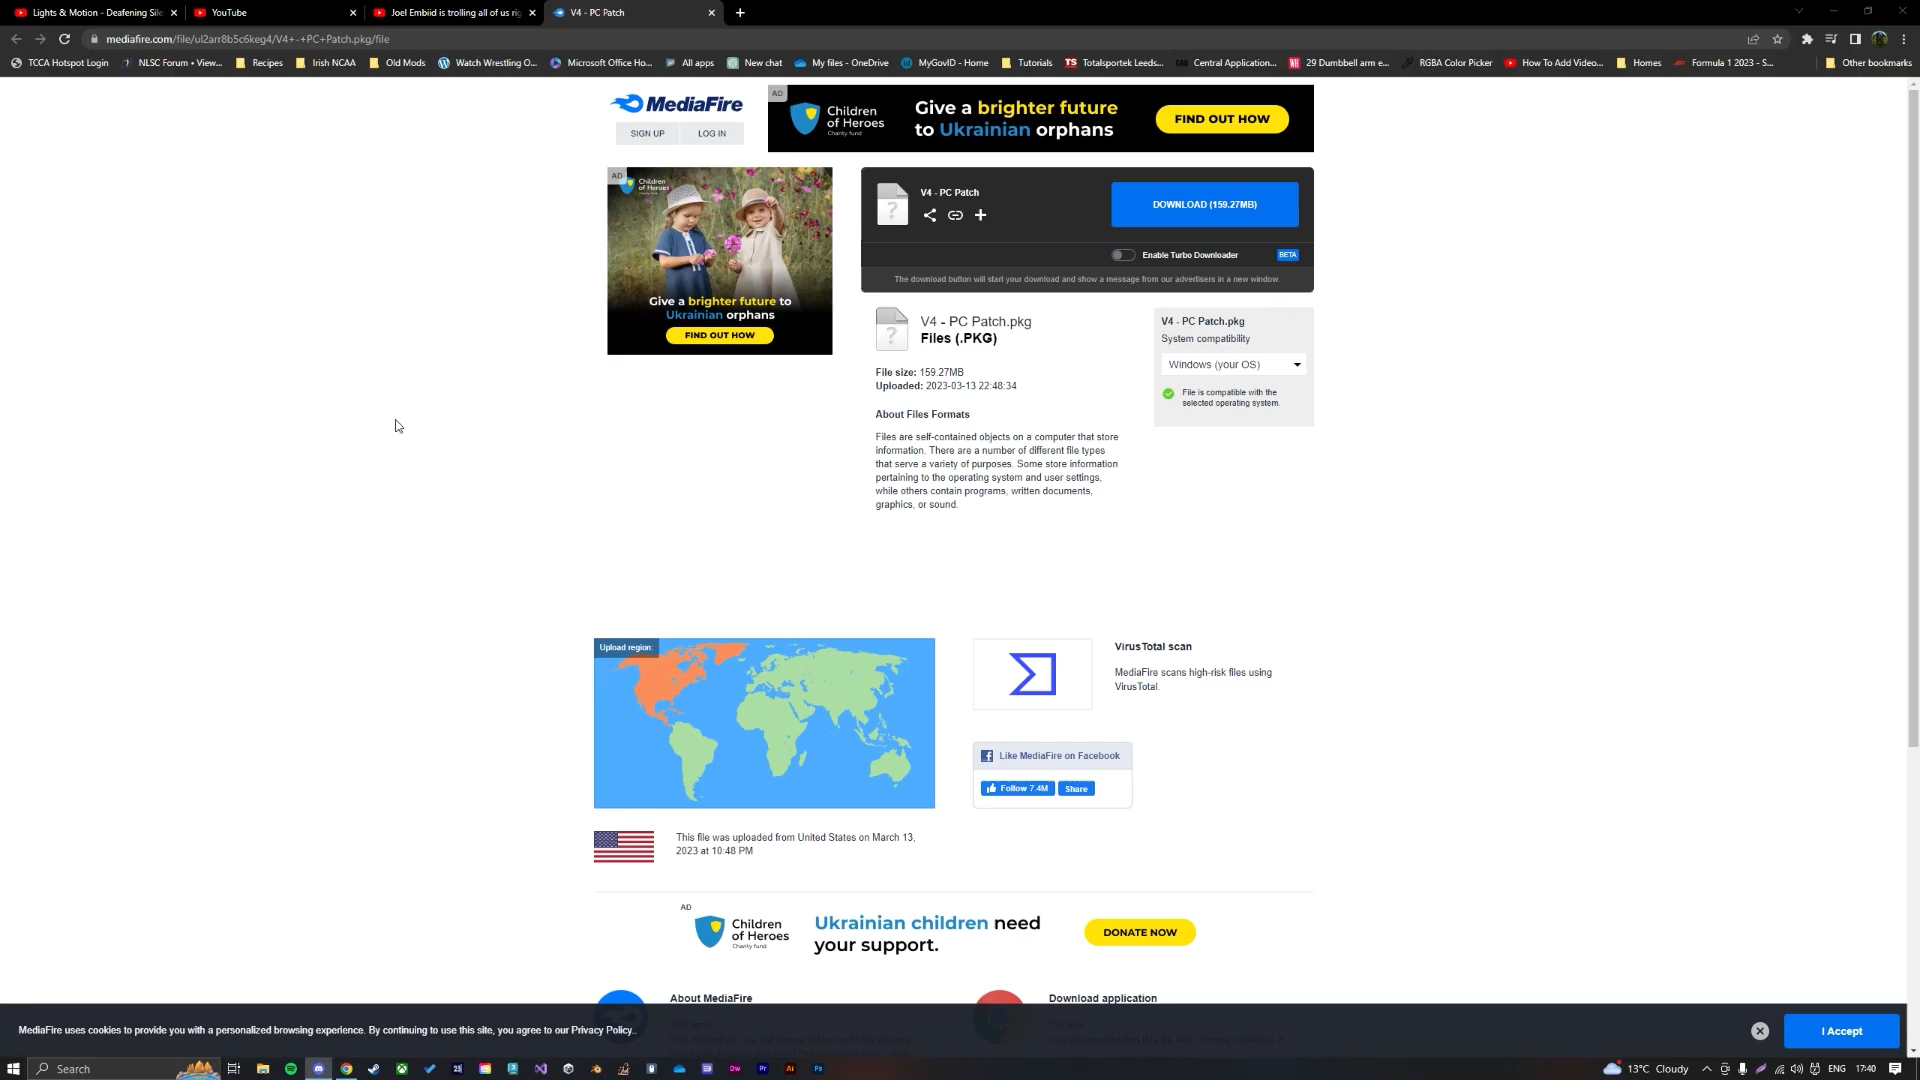 Lights & Motion - Deafening Sile
YouTube
Joel Embiid is trolling all of us rig
V4 - PC Patch
mediafire.com/file/ul2arr8b5c6keg4/V4+-+PC+Patch.pkg/file
TCCA Hotspot Login
NLSC Forum • View...
Recipes
Irish NCAA
Old Mods
Watch Wrestling O...
Microsoft Office Ho...
All apps
New chat
My files - OneDrive
MyGovID - Home
Tutorials
TS Totalsportek Leeds...
CAO Central Application...
29 Dumbbell arm e...
RGBA Color Picker
How To Add Video...
Homes
Formula 1 2023 - S...
Other bookmarks
MediaFire
SIGN UP
LOG IN
AD
Children
of Heroes
Charity fund
Give a brighter future
to Ukrainian orphans
FIND OUT HOW
AD
Children
of Heroes
Give a brighter future to
Ukrainian orphans
FIND OUT HOW
V4 - PC Patch
DOWNLOAD (159.27MB)
Enable Turbo Downloader
BETA
The download button will start your download and show a message from our advertisers in a new window.
V4 - PC Patch.pkg
Files (.PKG)
File size: 159.27MB
Uploaded: 2023-03-13 22:48:34
About Files Formats
Files are self-contained objects on a computer that store
information. There are a number of different file types
that serve a variety of purposes. Some store information
pertaining to the operating system and user settings,
while others contain programs, written documents,
graphics, or sound.
V4 - PC Patch.pkg
System compatibility
Windows (your OS)
File is compatible with the
selected operating system.
Upload region:
VirusTotal scan
MediaFire scans high-risk files using
VirusTotal.
Like MediaFire on Facebook
Follow 7.4M
Share
This file was uploaded from United States on March 13,
2023 at 10:48 PM
AD
Children
of Heroes
Charity fund
Ukrainian children need
your support.
DONATE NOW
About MediaFire
Download application
MediaFire uses cookies to provide you with a personalized browsing experience. By continuing to use this site, you agree to our Privacy Policy..
I Accept
Search
Dw
Pr
Ai
Ps
13°C Cloudy
ENG
17:40